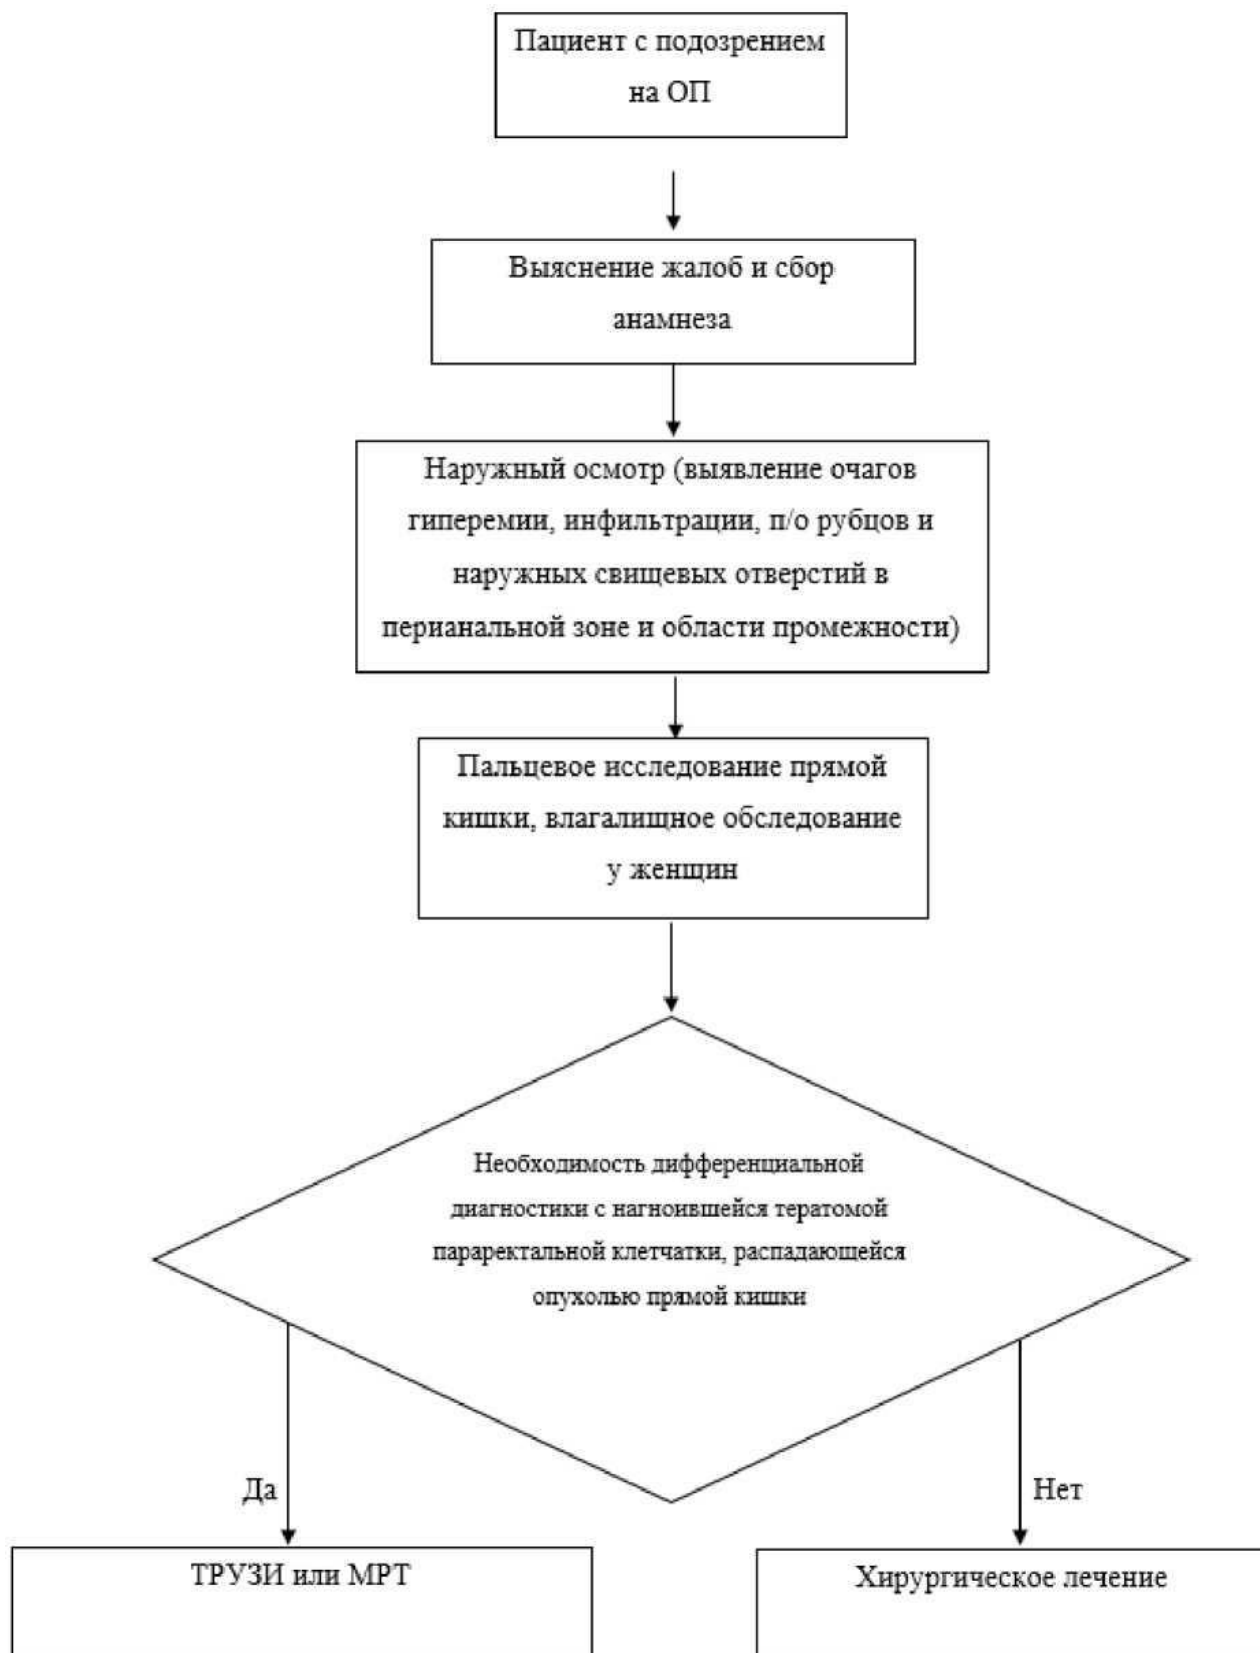 Пациент с подозрением
на ОП
Выяснение жалоб и сбор
анамнеза
Наружный осмотр (выявление очагов
гиперемии, инфильтрации, п/о рубцов и
наружных свищевых отверстий в
перианальной зоне и области промежности)
Пальцевое исследование прямой
кишки, влагалищное обследование
у женщин
Необходимость дифференциальной
диагностики с нагноившейся тератомой
параректальной клетчатки, распадающейся
опухолью прямой кишки
Да
Нет
ТРУЗИ или МРТ
Хирургическое лечение